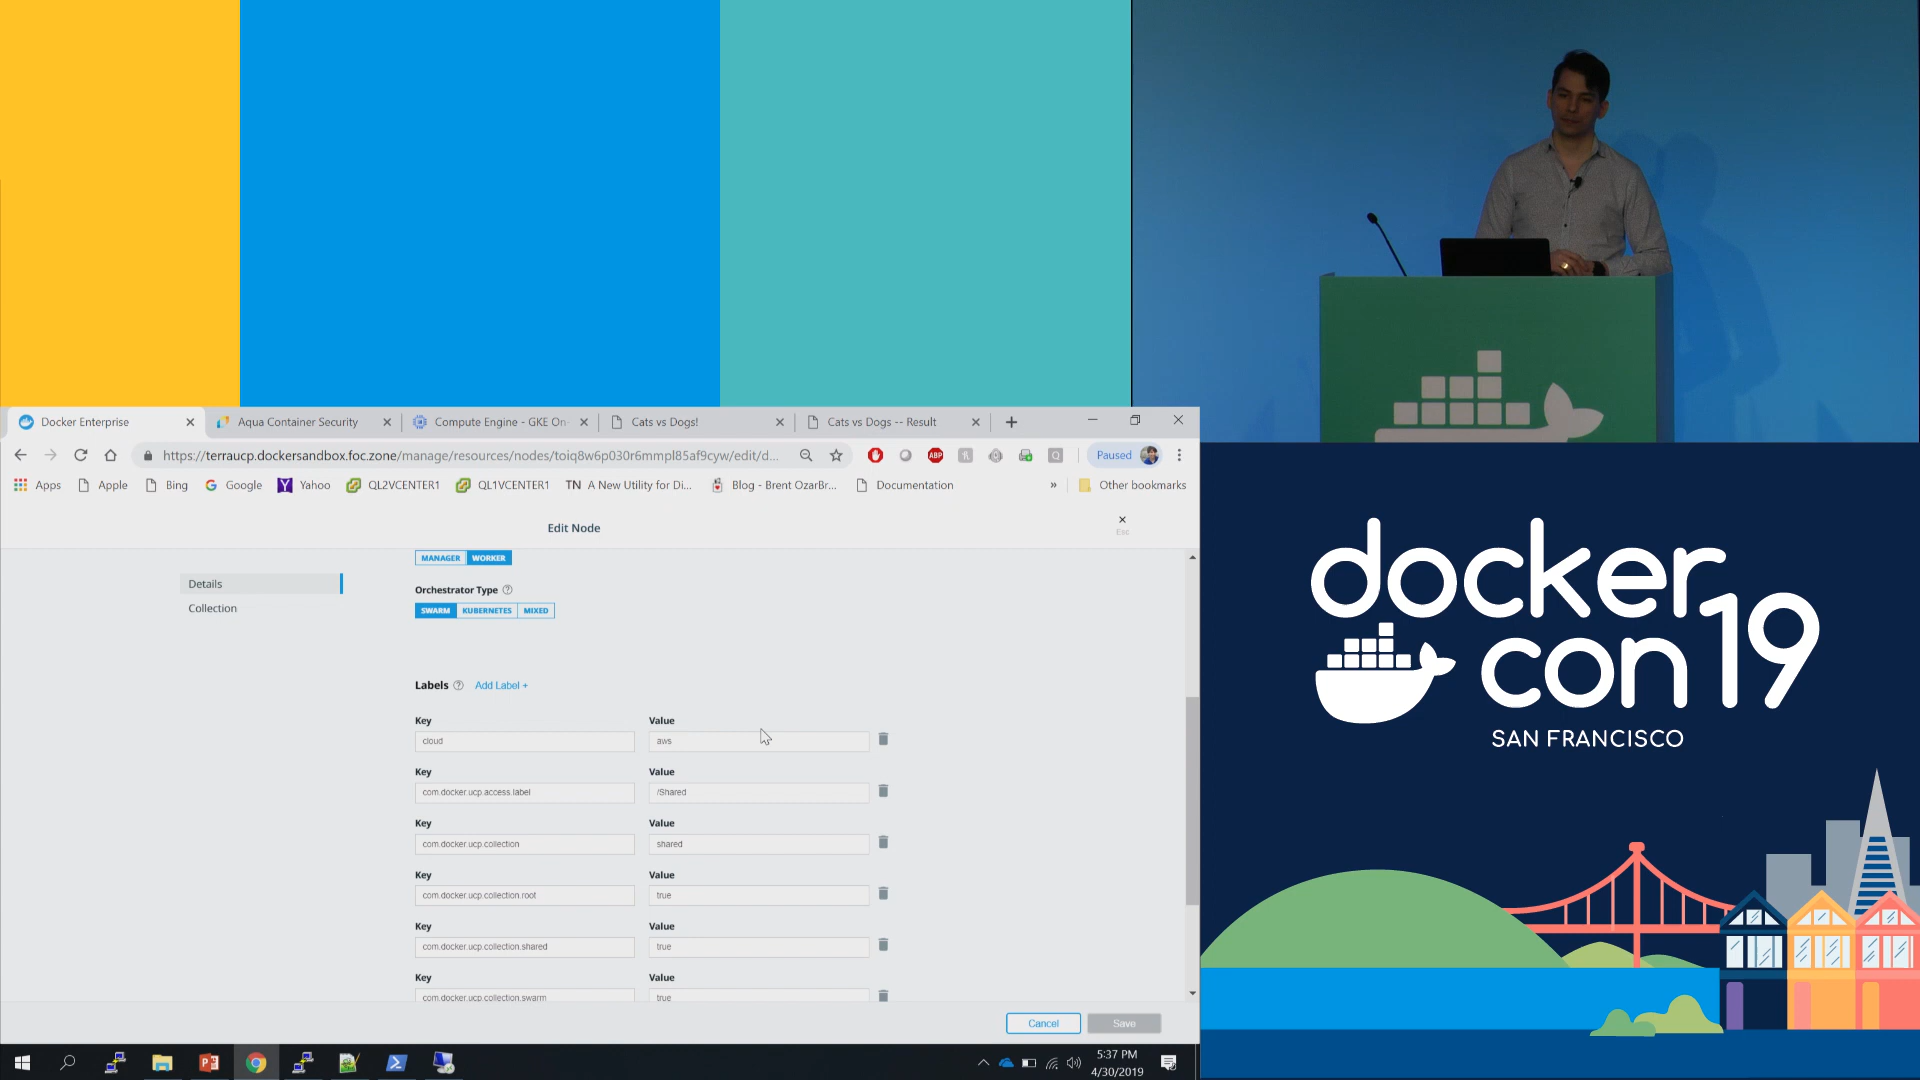 Docker Enterprise
Aqua Container Security
Compute Engine - GKE On-
Cats vs Dogs!
Cats vs Dogs -- Result
https://terraucp.dockersandbox.foc.zone/manage/resources/nodes/toiq8w6p030r6mmpl85af9cyw/edit/d...
ABP
Paused
Apps
Apple
Bing
Google
Yahoo
QL2VCENTER1
QL1VCENTER1
TN A New Utility for Di...
Blog - Brent OzarBr...
Documentation
»
Other bookmarks
Edit Node
Esc
MANAGER
WORKER
Details
Collection
Orchestrator Type
SWARM
KUBERNETES
MIXED
Labels
Add Label +
Key
Value
cloud
aws
Key
Value
com.docker.ucp.access.label
/Shared
Key
Value
com.docker.ucp.collection
shared
Key
Value
com.docker.ucp.collection.root
true
Key
Value
com.docker.ucp.collection.shared
true
Key
Value
com.docker.ucp.collection.swarm
true
Cancel
Save
5:37 PM
4/30/2019
docker
con 19
SAN FRANCISCO